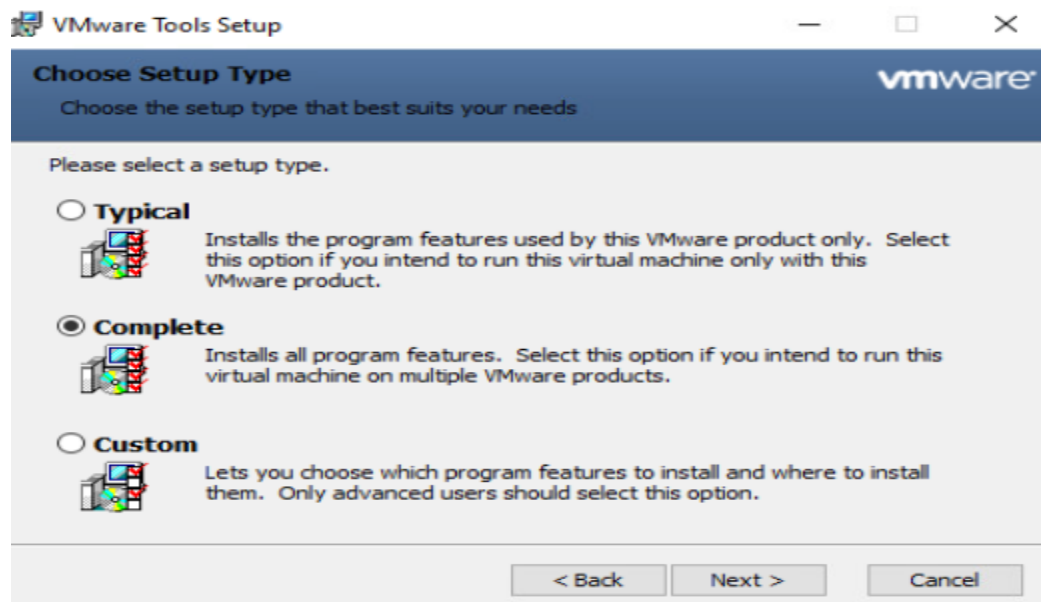 VMware Tools Setup
Choose Setup Type
vmware
Choose the setup type that best suits your needs
Please select a setup type.
Typical
Installs the program features used by this VMware product only. Select
this option if you intend to run this virtual machine only with this
VMware product.
Complete
Installs all program features. Select this option if you intend to run this
virtual machine on multiple VMware products.
Custom
Lets you choose which program features to install and where to install
them. Only advanced users should select this option.
< Back
Next >
Cancel